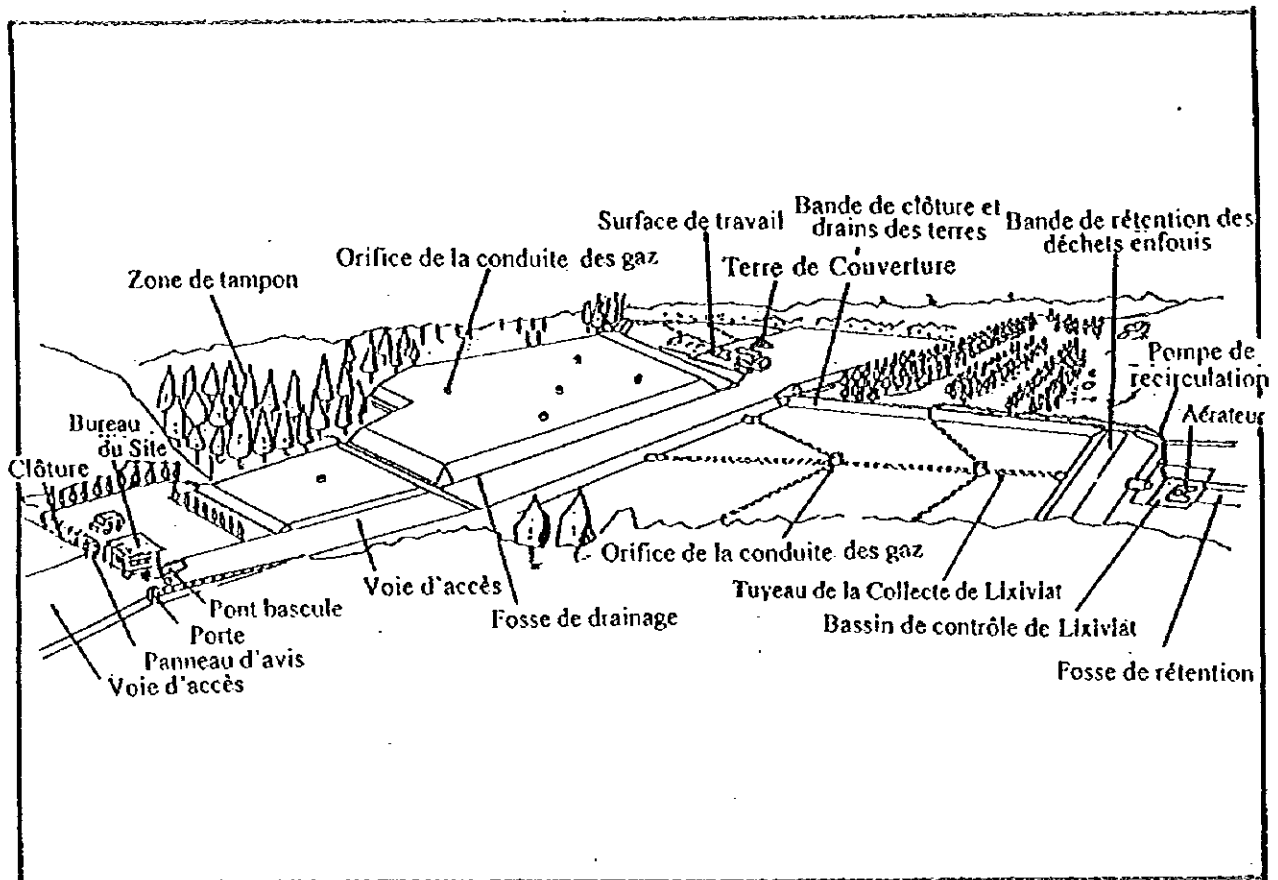 Surface de travail
Bande de clôture et
drains des terres
Bande de rétention des
déchets enfouis
Orifice de la conduite des gaz
Terre de Couverture
Zone de tampon
Pompe de
recirculation
Aérateur
Bureau
du Site
Clôture
Orifice de la conduite des gaz
Voie d'accès
Tuyeau de la Collecte de Lixiviat
Pont bascule
Fosse de drainage
Bassin de contrôle de Lixiviat
Porte
Panneau d'avis
Fosse de rétention
Voie d'accès